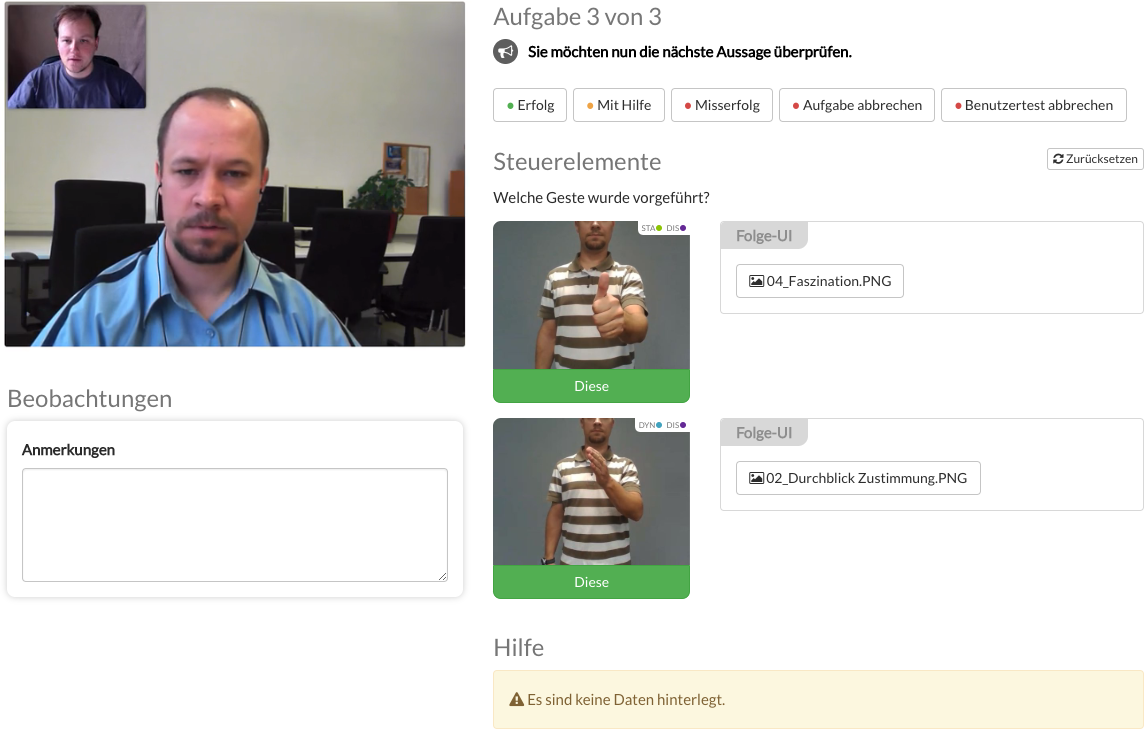 Aufgabe 3 von 3
Sie möchten nun die nächste Aussage überprüfen.
Erfolg
Mit Hilfe
Misserfolg
Aufgabe abbrechen
Benutzertest abbrechen
Steuerelemente
Zurücksetzen
Welche Geste wurde vorgeführt?
STA DIS
Diese
Folge-UI
04_Faszination.PNG
DYN DIS
Diese
Folge-UI
02_Durchblick Zustimmung.PNG
Beobachtungen
Anmerkungen
Hilfe
Es sind keine Daten hinterlegt.